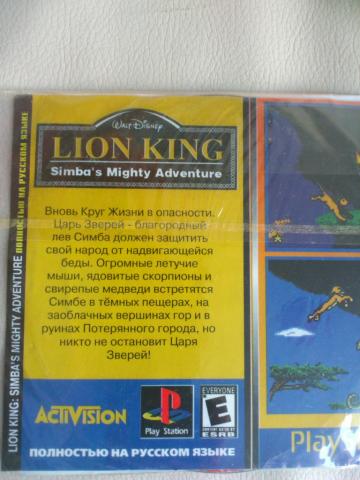 LION KING: SIMBA'S MIGHTY ADVENTURE ПОЛНОСТЬЮ НА РУССКОМ ЯЗЫКЕ
WALT DISNEY
LION KING
Simba's Mighty Adventure
Вновь Круг Жизни в опасности.
Царь Зверей - благородный
лев Симба должен защитить
свой народ от надвигающейся
беды. Огромные летучие
мыши, ядовитые скорпионы и
свирепые медведи встретятся
Симбе в тёмных пещерах, на
заоблачных вершинах гор и в
руинах Потерянного города, но
никто не остановит Царя
Зверей!
ACTIVISION
Play Station
EVERYONE
E
ESRB
Play
ПОЛНОСТЬЮ НА РУССКОМ ЯЗЫКЕ